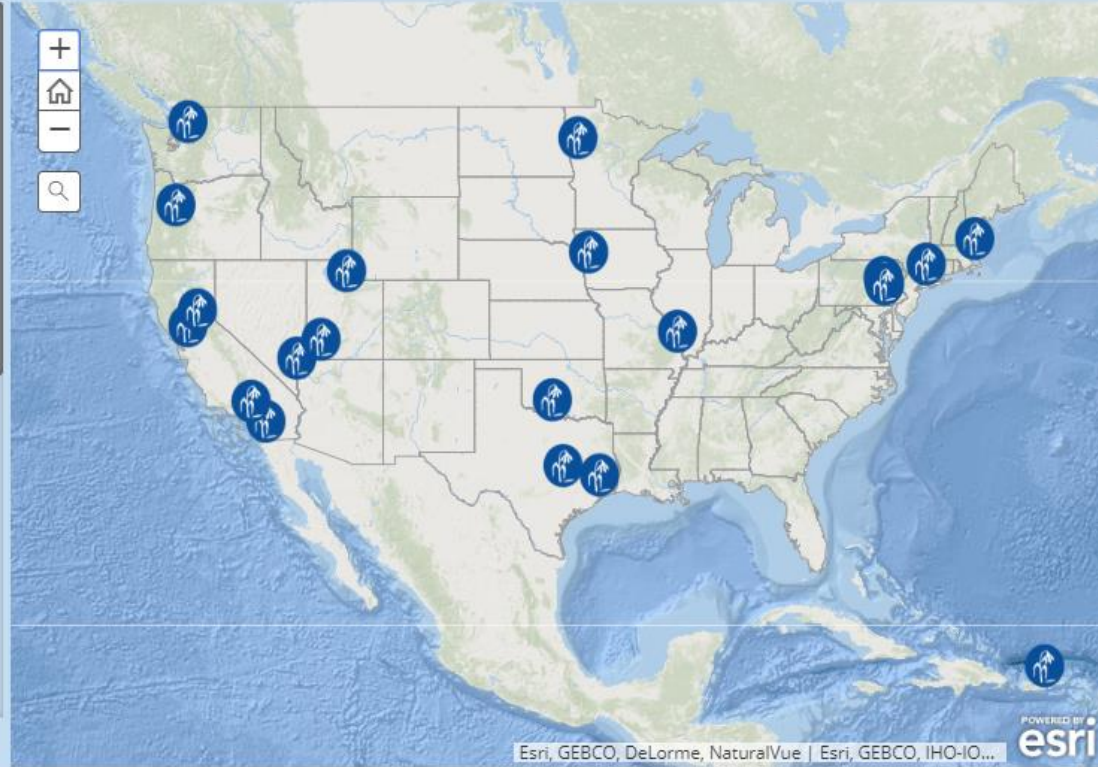 +
−
POWERED BY
esri
Esri, GEBCO, DeLorme, NaturalVue | Esri, GEBCO, IHO-IO...